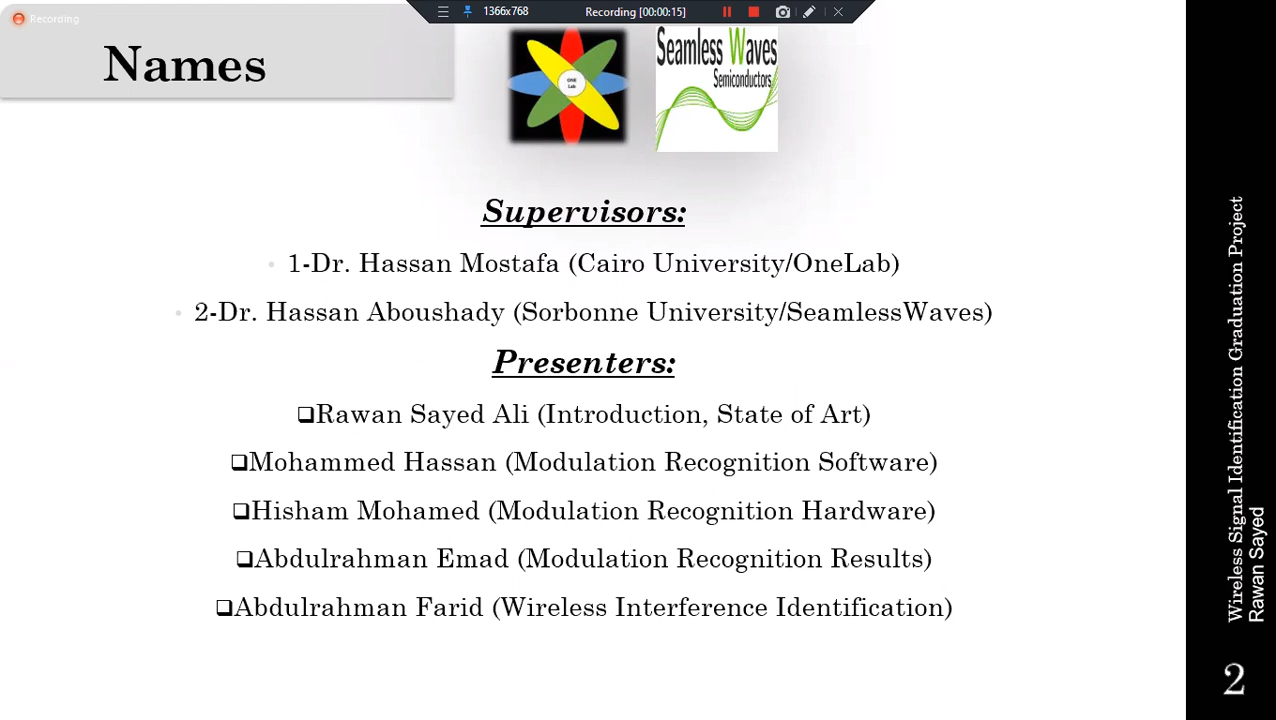 Recording
1366x768
Recording [00:00:15]
Names
ONE
Lab
Seamless Waves
Semiconductors
Supervisors:
1-Dr. Hassan Mostafa (Cairo University/OneLab)
2-Dr. Hassan Aboushady (Sorbonne University/SeamlessWaves)
Presenters:
Rawan Sayed Ali (Introduction, State of Art)
Mohammed Hassan (Modulation Recognition Software)
Hisham Mohamed (Modulation Recognition Hardware)
Abdulrahman Emad (Modulation Recognition Results)
Abdulrahman Farid (Wireless Interference Identification)
Wireless Signal Identification Graduation Project
Rawan Sayed
2